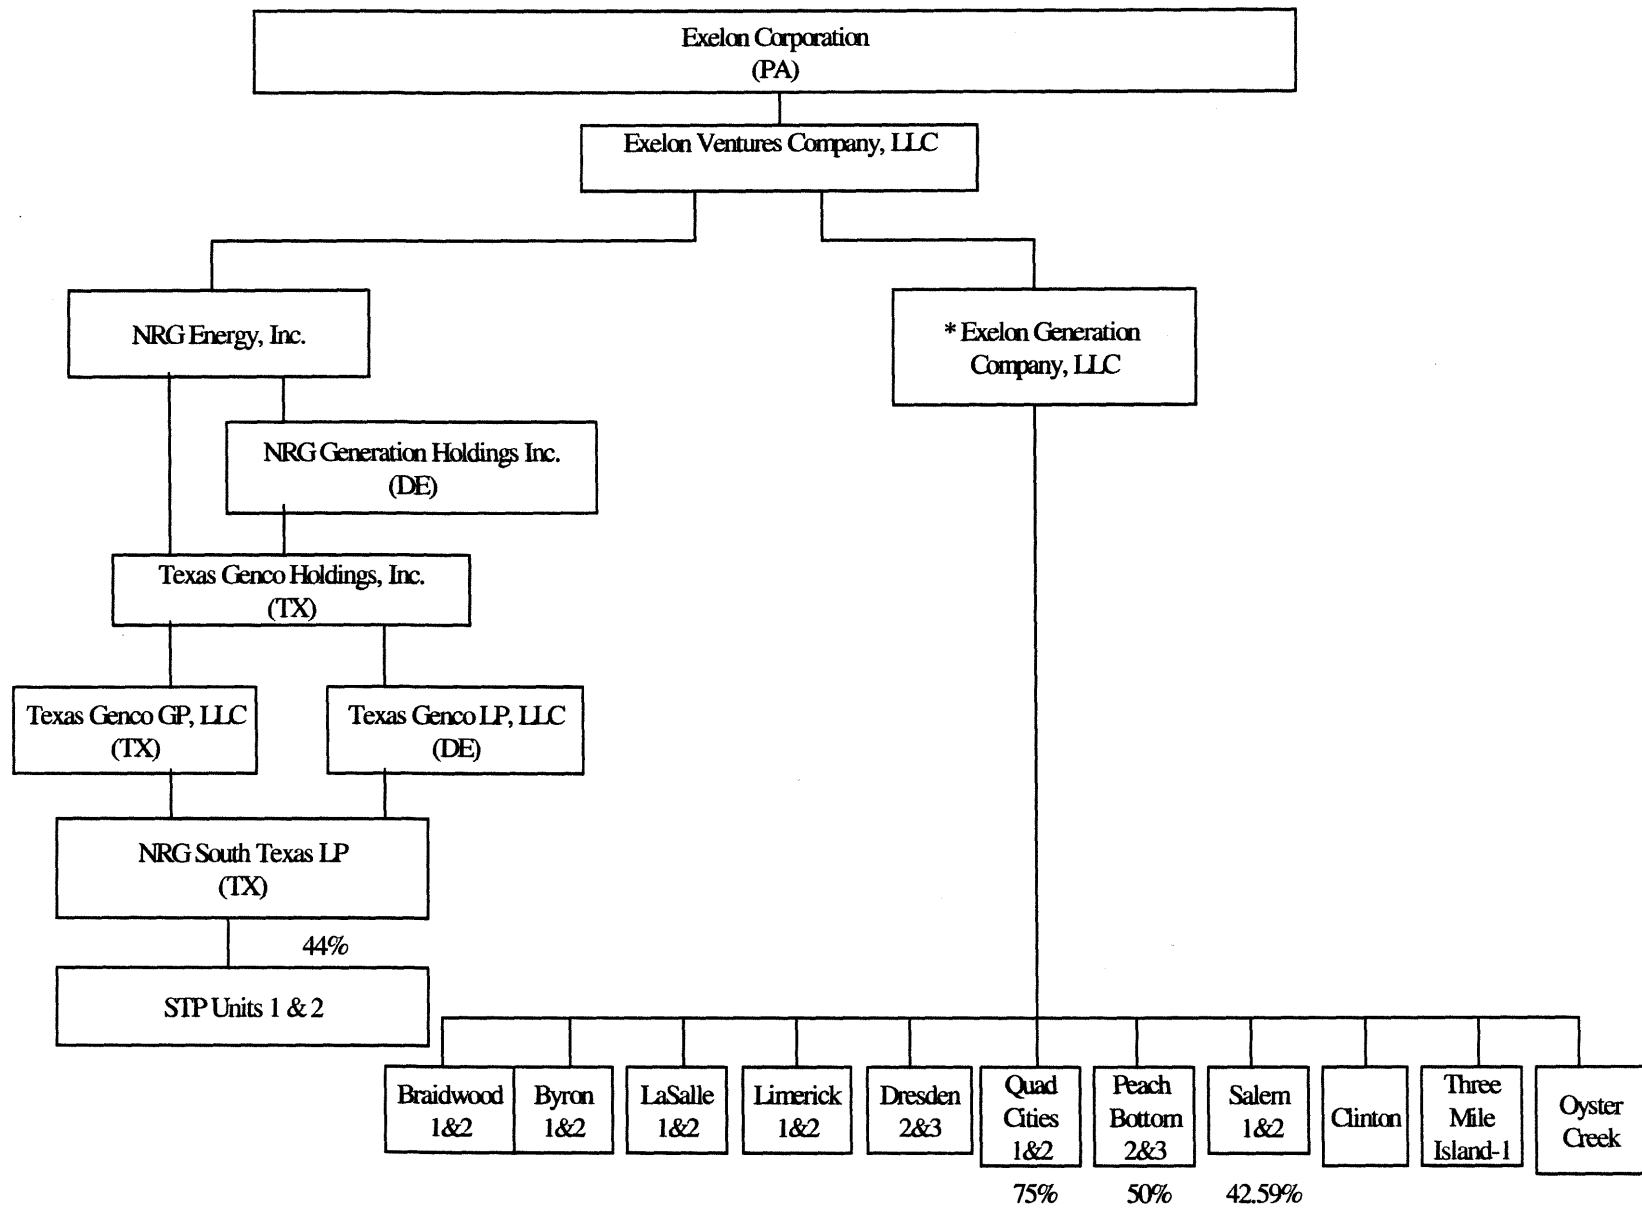 Exelon Corporation
(PA)
Exelon Ventures Company, LLC
NRG Energy, Inc.
* Exelon Generation
Company, LLC
NRG Generation Holdings Inc.
(DE)
Texas Genco Holdings, Inc.
(TX)
Texas Genco GP, LLC
(TX)
Texas Genco LP, LLC
(DE)
NRG South Texas LP
(TX)
44%
STP Units 1 & 2
Braidwood
1&2
Byron
1&2
LaSalle
1&2
Limerick
1&2
Dresden
2&3
Quad
Cities
1&2
75%
Peach
Bottom
2&3
50%
Salem
1&2
42.59%
Clinton
Three
Mile
Island-1
Oyster
Creek